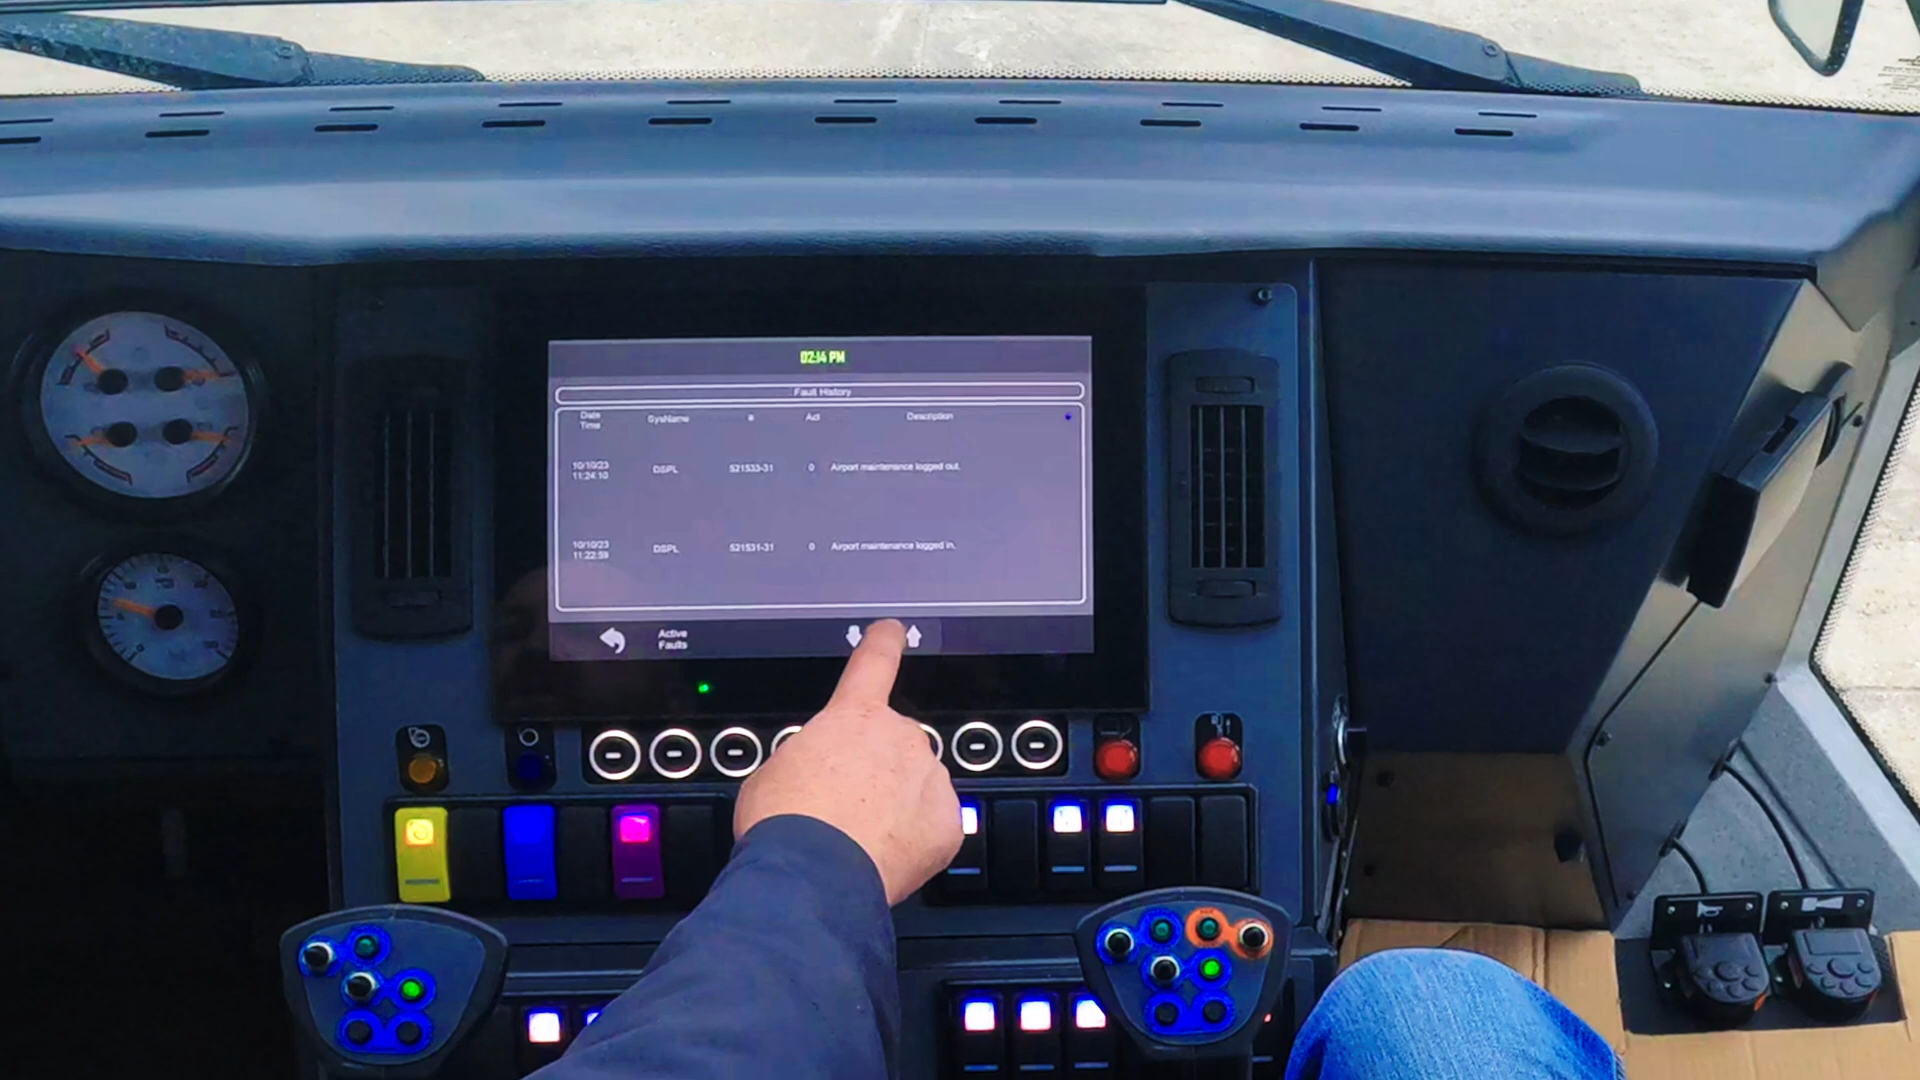 02:14 PM
Fault History
Date
Time
SysName
#
Act
Description
10/10/23
11:24:10
DSPL
521533-31
0
Airport maintenance logged out.
10/10/23
11:22:59
DSPL
521531-31
0
Airport maintenance logged in.
Active
Faults